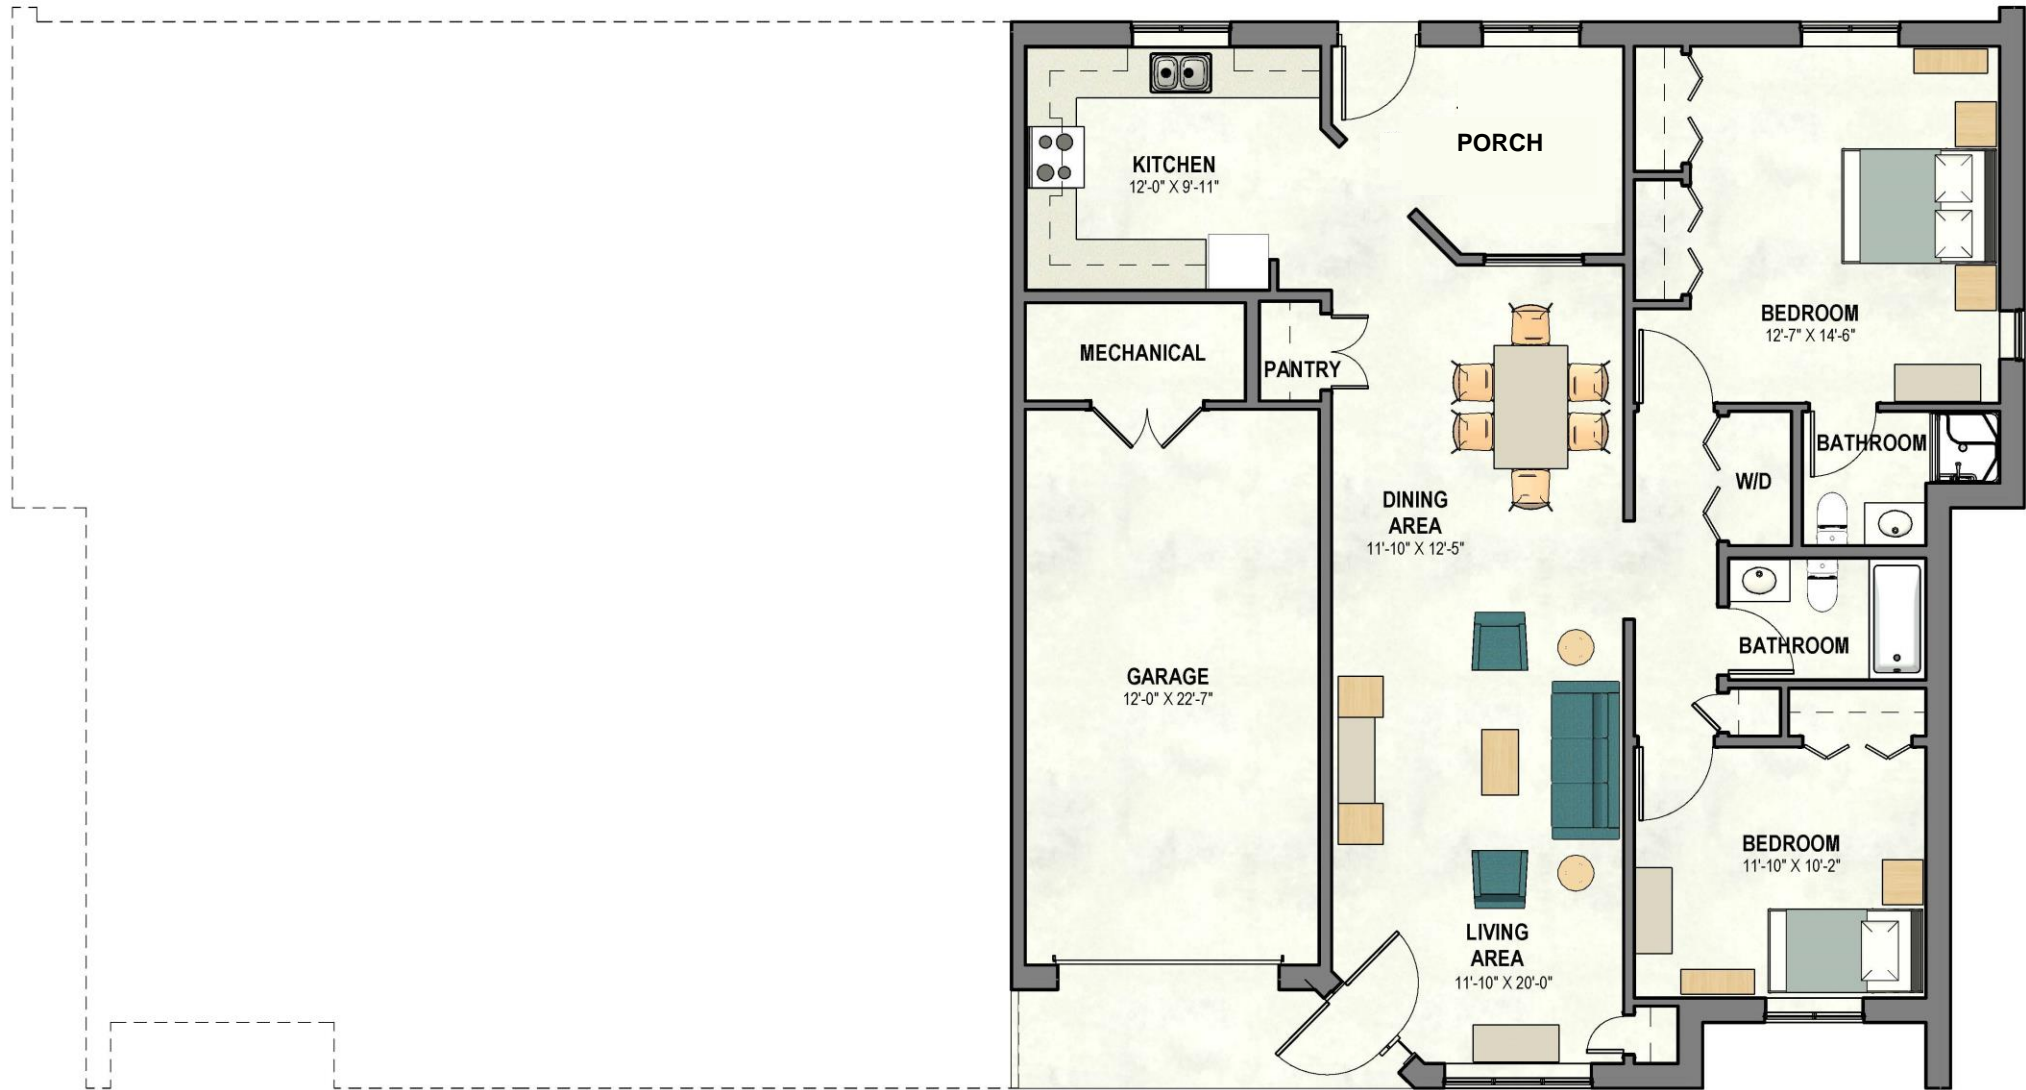 PORCH
KITCHEN
12'-0" X 9'-11"
BEDROOM
12'-7" X 14'-6"
MECHANICAL
PANTRY
BATHROOM
W/D
DINING
AREA
11'-10" X 12'-5"
BATHROOM
GARAGE
12'-0" X 22'-7"
BEDROOM
11'-10" X 10'-2"
LIVING
AREA
11'-10" X 20'-0"